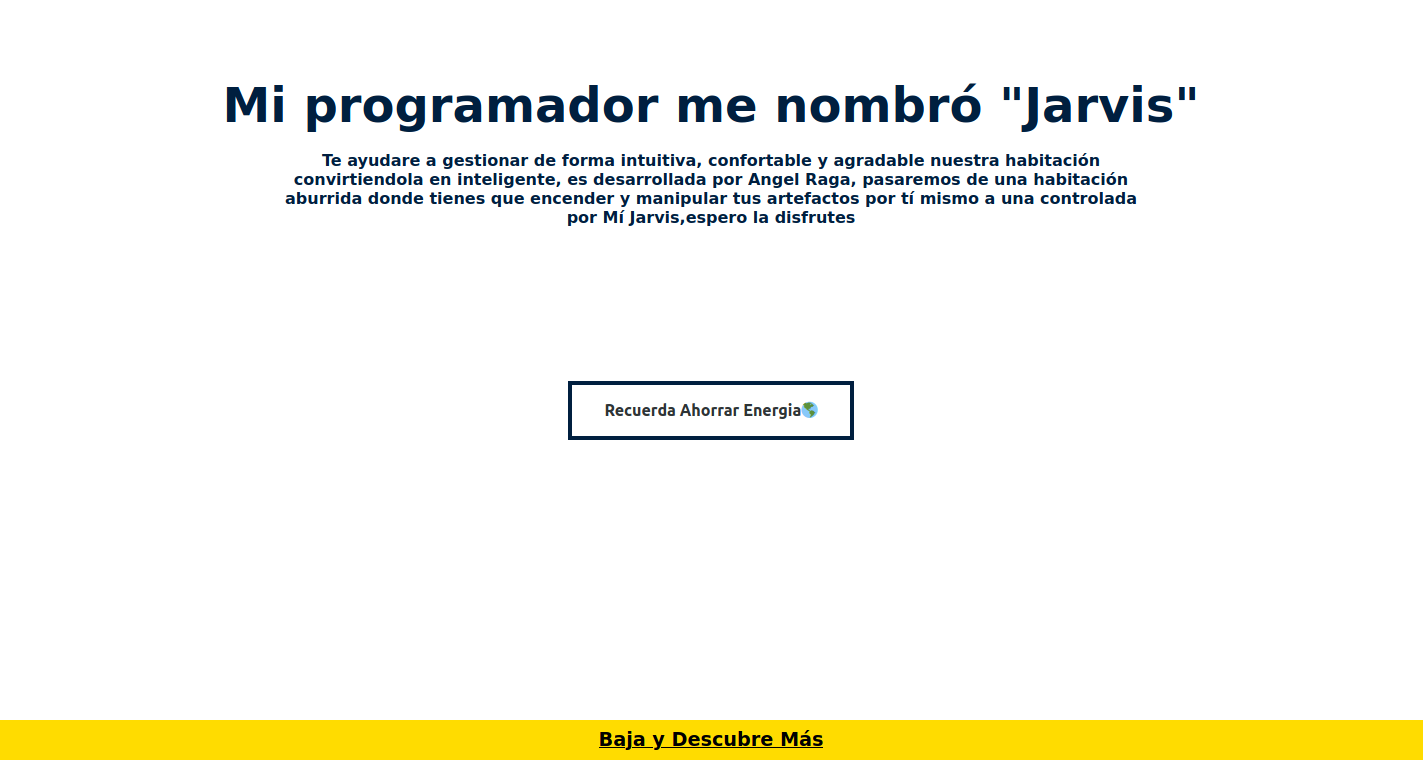 Mi programador me nombró "Jarvis"
Te ayudare a gestionar de forma intuitiva, confortable y agradable nuestra habitación
convirtiendola en inteligente, es desarrollada por Angel Raga, pasaremos de una habitación
aburrida donde tienes que encender y manipular tus artefactos por tí mismo a una controlada
por Mí Jarvis,espero la disfrutes
Recuerda Ahorrar Energia🌎
Baja y Descubre Más